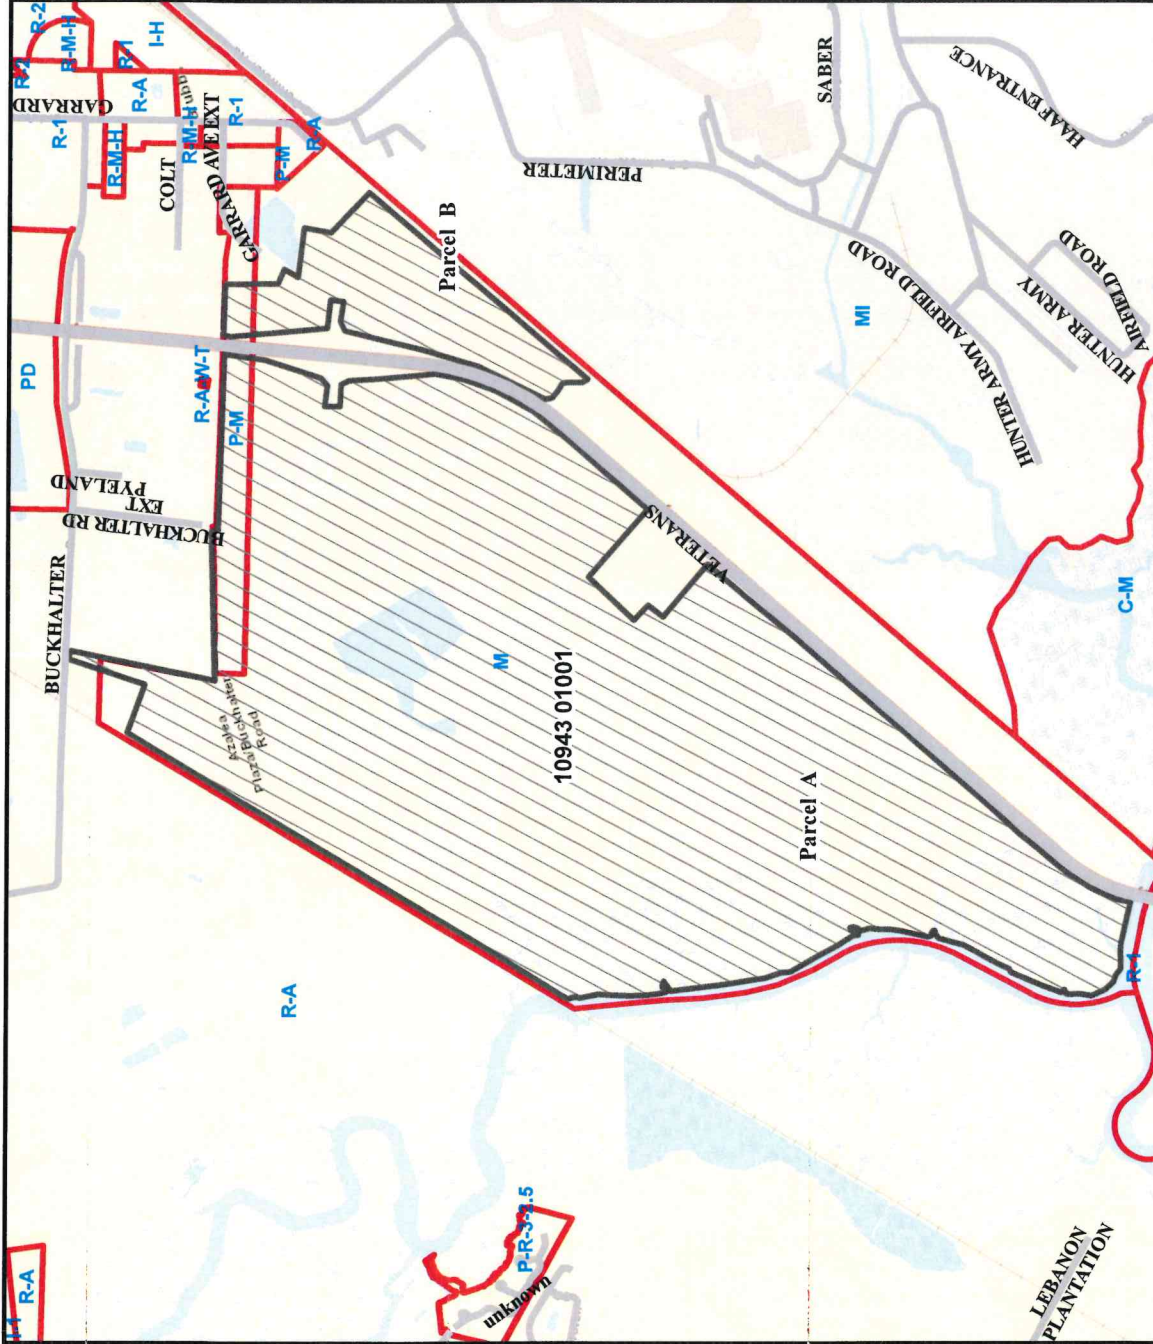 R-2
R-2
R-M-H
I-H
R-1
GARRARD
R-A
R-1
R-M-H
R-M-H
COLT
GARRARD AVE EXT
R-1
P-M
R-A
GARRARD
PD
R-A-W-T
P-M
PYELAND
EXT
BUCKHALTER RD
BUCKHALTER
Azalea
Plaza/Buckhalter
Road
SABER
HAAF ENTRANCE
PERIMETER
Parcel B
HUNTER ARMY AIRFIELD ROAD
HUNTER ARMY
AIRFIELD ROAD
MI
VETERANS
M
10943 01001
Parcel A
C-M
R-A
R-1
R-A
P-R-3-2.5
unknown
LEBANON
PLANTATION